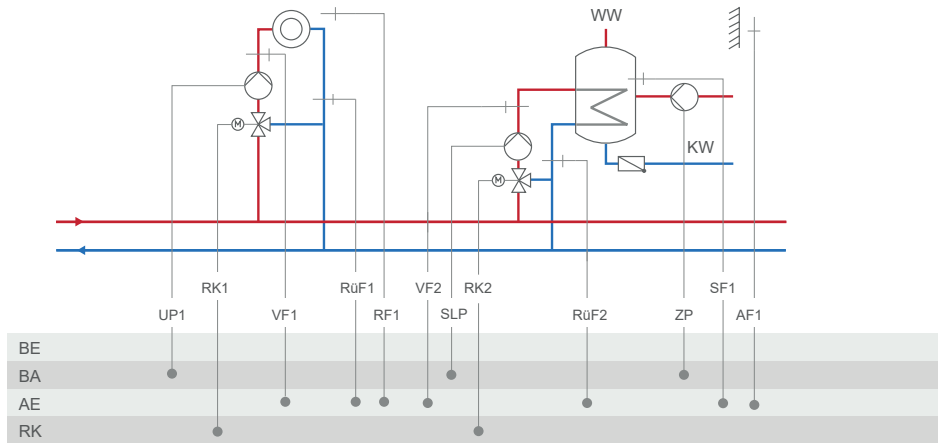 WW
M
KW
M
RK1 RüF1 VF2 RK2 SF1
UP1 VF1 RF1 SLP RüF2 ZP AF1
BE
BA
AE
RK